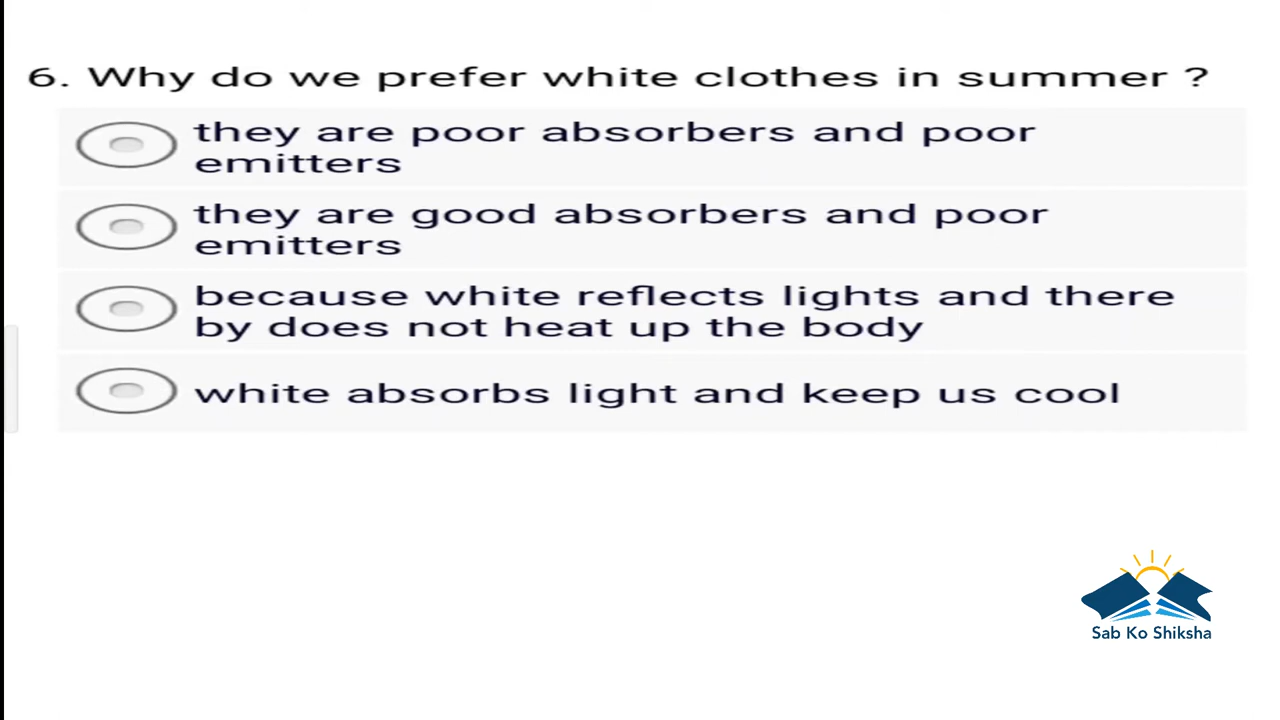 6. Why do we prefer white clothes in summer ?
they are poor absorbers and poor
emitters
they are good absorbers and poor
emitters
because white reflects lights and there
by does not heat up the body
white absorbs light and keep us cool
Sab Ko Shiksha